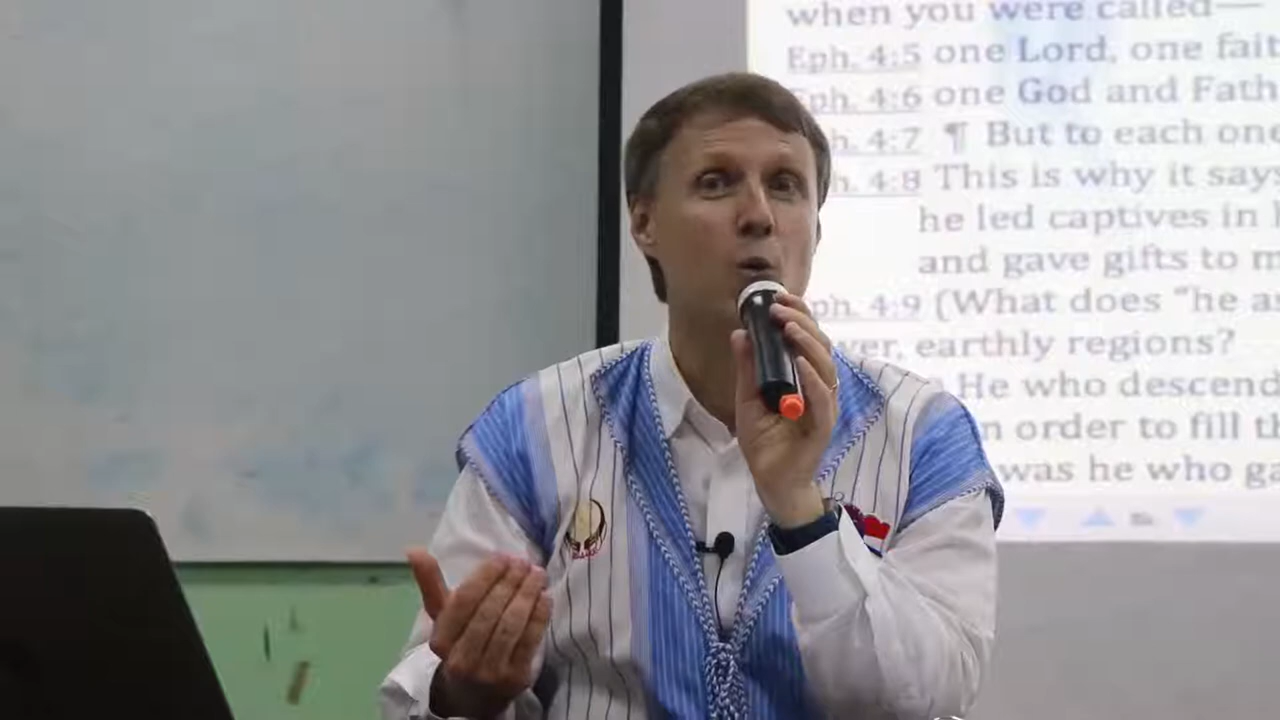 when you were called—
Eph. 4:5 one Lord, one fait
Eph. 4:6 one God and Fath
h. 4:7 ¶ But to each one
h. 4:8 This is why it says
he led captives in
and gave gifts to m
ph. 4:9 (What does “he a
wer, earthly regions?
He who descend
n order to fill th
was he who ga